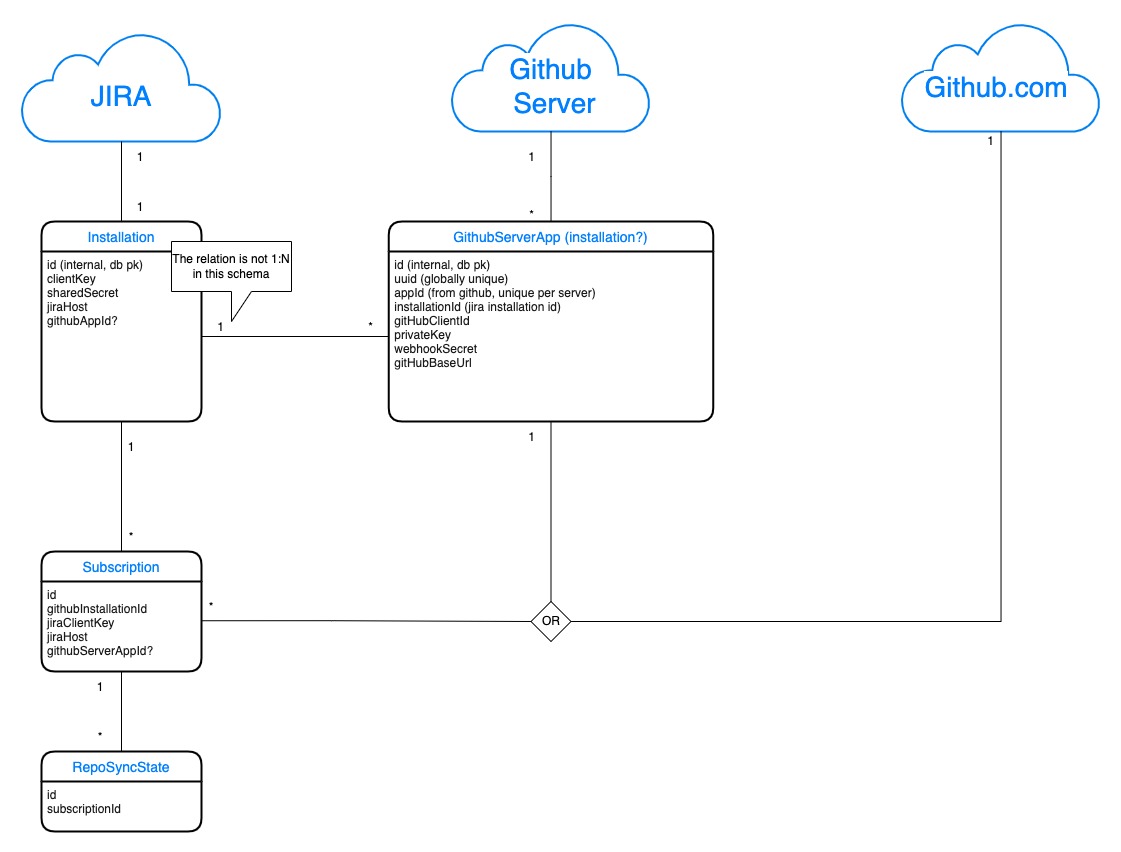 JIRA
Github
Server
Github.com
1
1
1
1
*
Installation
id (internal, db pk)
clientKey
sharedSecret
jiraHost
githubAppId?
The relation is not 1:N
in this schema
GithubServerApp (installation?)
id (internal, db pk)
uuid (globally unique)
appId (from github, unique per server)
installationId (jira installation id)
gitHubClientId
privateKey
webhookSecret
gitHubBaseUrl
1
*
1
1
*
Subscription
id
githubInstallationId
jiraClientKey
jiraHost
githubServerAppId?
*
OR
1
*
RepoSyncState
id
subscriptionId